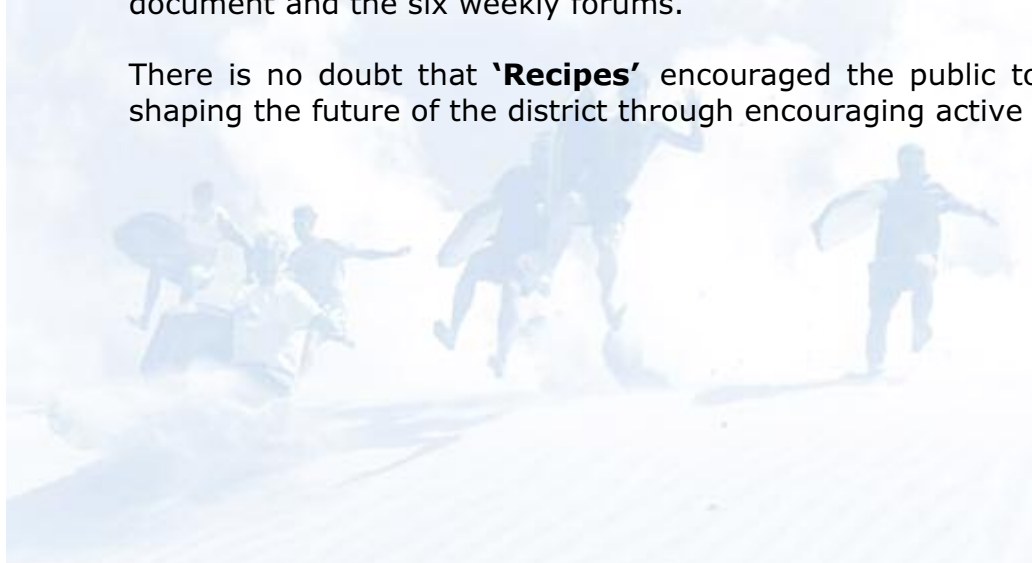 document and the six weekly forums.
There is no doubt that ‘Recipes’ encouraged the public to
shaping the future of the district through encouraging active